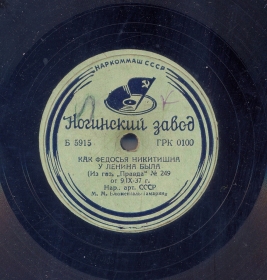 НАРКОММАШ СССР
Ногинский завод
Б 5915 ГРК 0100
КАК ФЕДОСЬЯ НИКИТИШНА
У ЛЕНИНА БЫЛА
(Из газ. „Правда" № 249
от 9 IX-37 г.
Нар. арт. СССР
М. М.